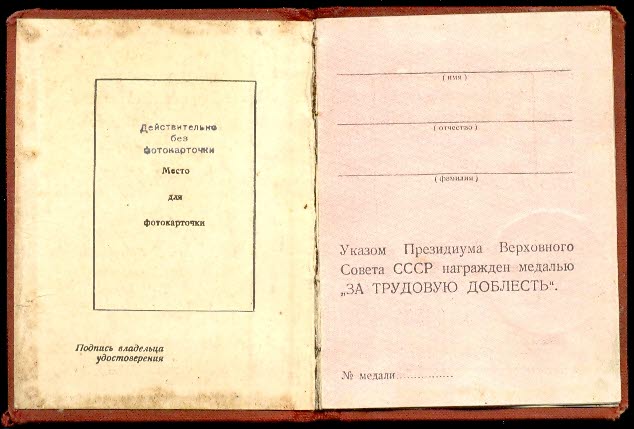 Действительно
без
фотокарточки
Место
для
фотокарточки
Подпись владельца
удостоверения
(имя)
(отчество)
(фамилия)
Указом Президиума Верховного
Совета СССР награжден медалью
„ЗА ТРУДОВУЮ ДОБЛЕСТЬ“.
№ медали...............